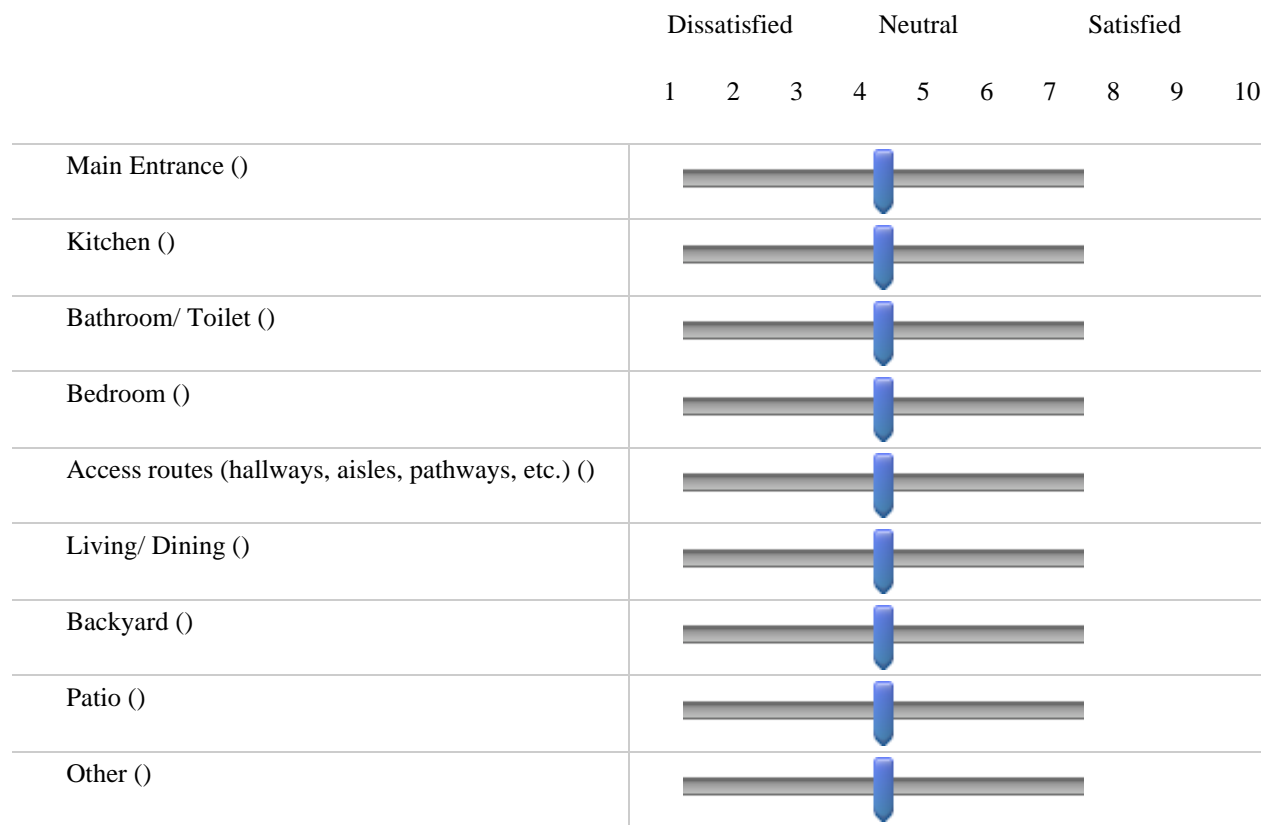 Dissatisfied Neutral Satisfied
1 2 3 4 5 6 7 8 9 10
Main Entrance ()
Kitchen ()
Bathroom/ Toilet ()
Bedroom ()
Access routes (hallways, aisles, pathways, etc.) ()
Living/ Dining ()
Backyard ()
Patio ()
Other ()